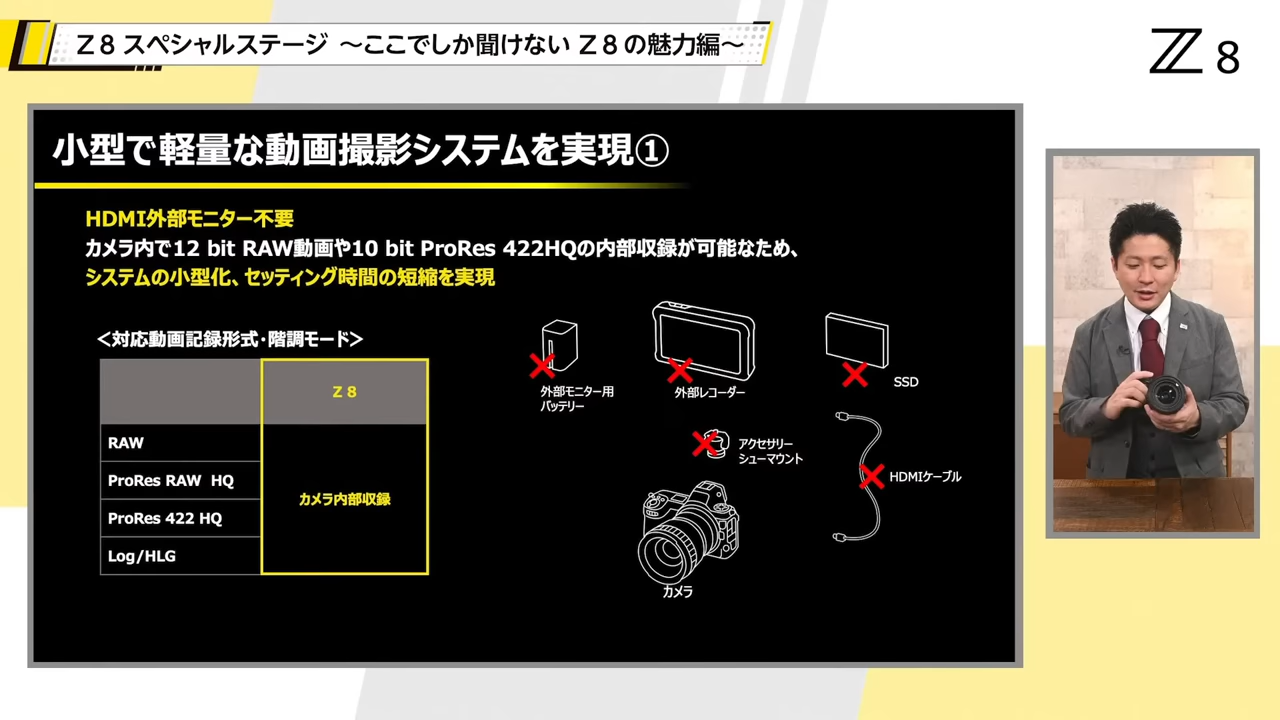 Z 8 スペシャルステージ ～ここでしか聞けない Z 8 の魅力編～
Z 8
小型で軽量な動画撮影システムを実現①
HDMI外部モニター不要
カメラ内で12 bit RAW動画や10 bit ProRes 422HQの内部収録が可能なため、
システムの小型化、セッティング時間の短縮を実現
＜対応動画記録形式・階調モード＞
Z 8
RAW
ProRes RAW HQ
ProRes 422 HQ
Log/HLG
カメラ内部収録
外部モニター用
バッテリー
外部レコーダー
SSD
アクセサリー
シューマウント
HDMIケーブル
カメラ